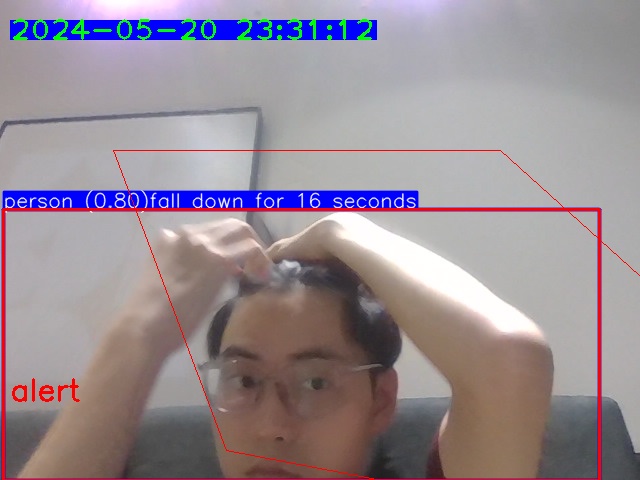 2024-05-20 23:31:12
person (0.80)fall down for 16 seconds
alert